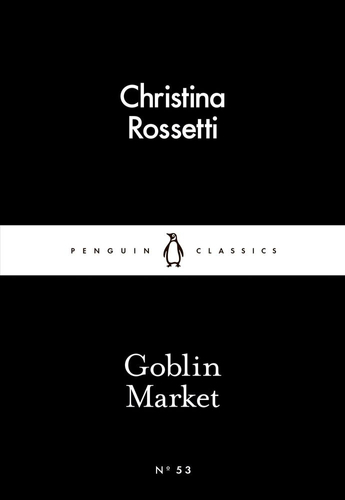 Christina
Rossetti
PENGUIN CLASSICS
Goblin
Market
Nº 53